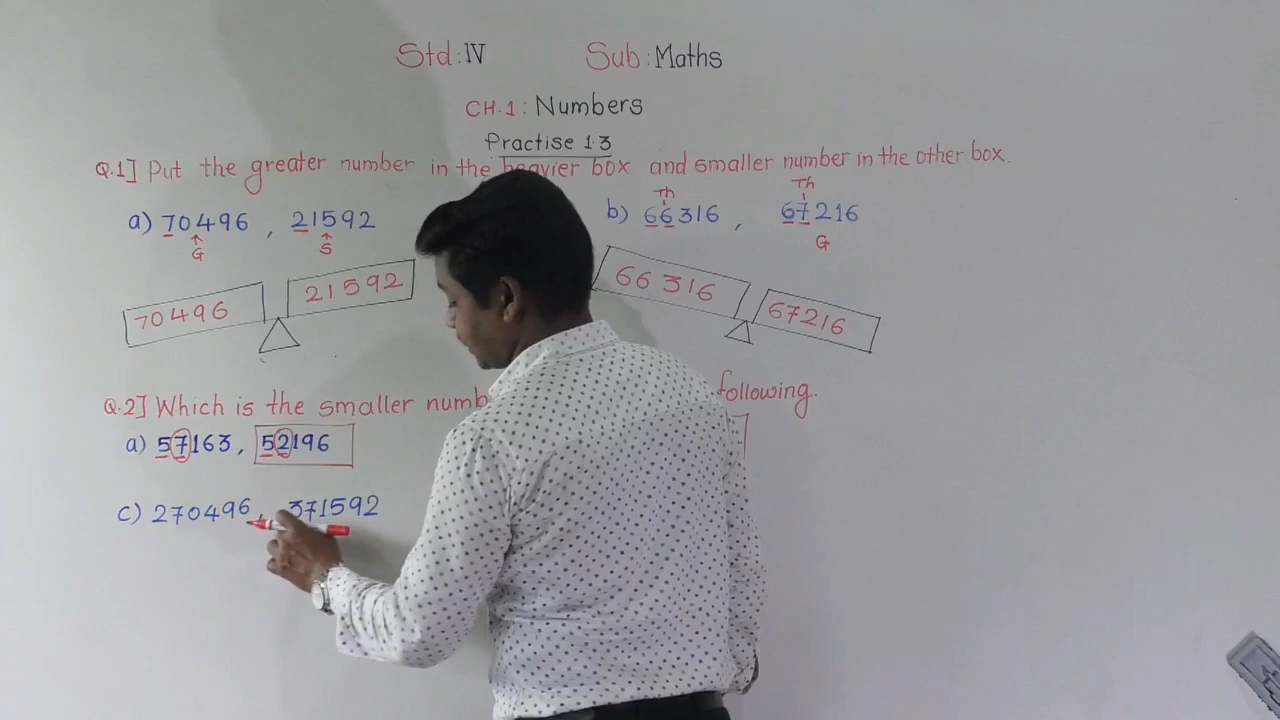 Std: IV Sub: Maths
CH.1: Numbers
Practise 1.3
Q.1] Put the greater number in the heavier box and smaller number in the other box.
Th Th
a) 70496 , 21592 b) 66316 , 67216
G S G
70496 21592 66316 67216
Q.2] Which is the smaller following.
a) 57163, 52196
c) 270496, 371592